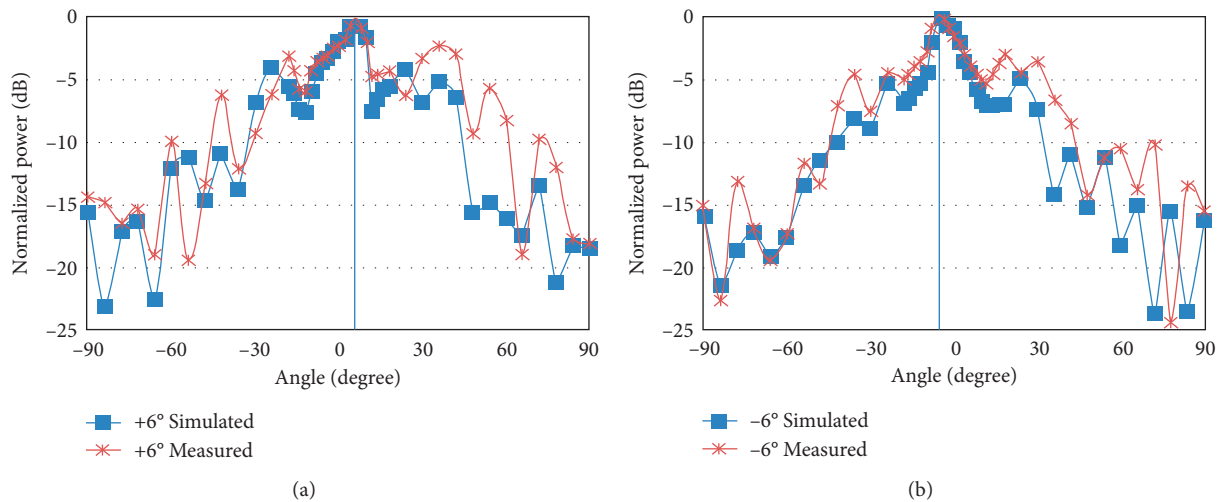 0
–5
–10
–15
–20
–25
Normalized power (dB)
–90
–60
–30
0
30
60
90
Angle (degree)
+6° Simulated
+6° Measured
(a)
0
–5
–10
–15
–20
–25
Normalized power (dB)
–90
–60
–30
0
30
60
90
Angle (degree)
–6° Simulated
–6° Measured
(b)